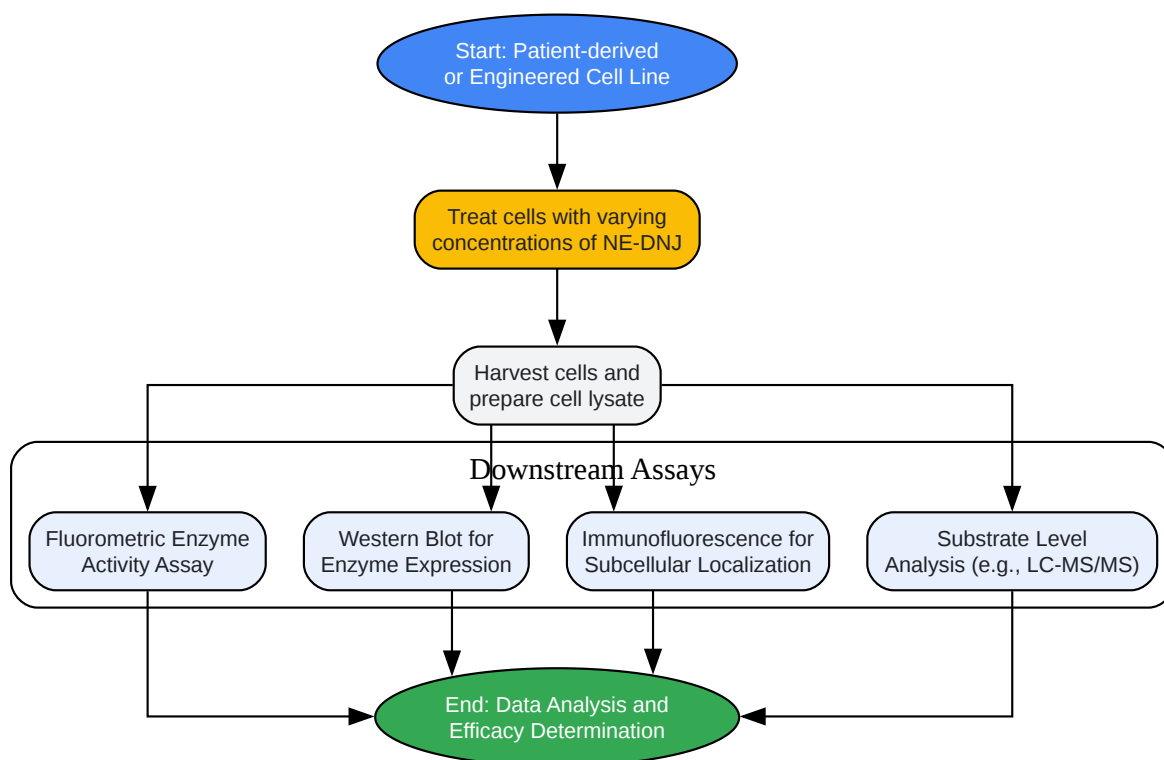 Start: Patient-derived
or Engineered Cell Line
Treat cells with varying
concentrations of NE-DNJ
Harvest cells and
prepare cell lysate
Downstream Assays
Fluorometric Enzyme
Activity Assay
Western Blot for
Enzyme Expression
Immunofluorescence for
Subcellular Localization
Substrate Level
Analysis (e.g., LC-MS/MS)
End: Data Analysis and
Efficacy Determination